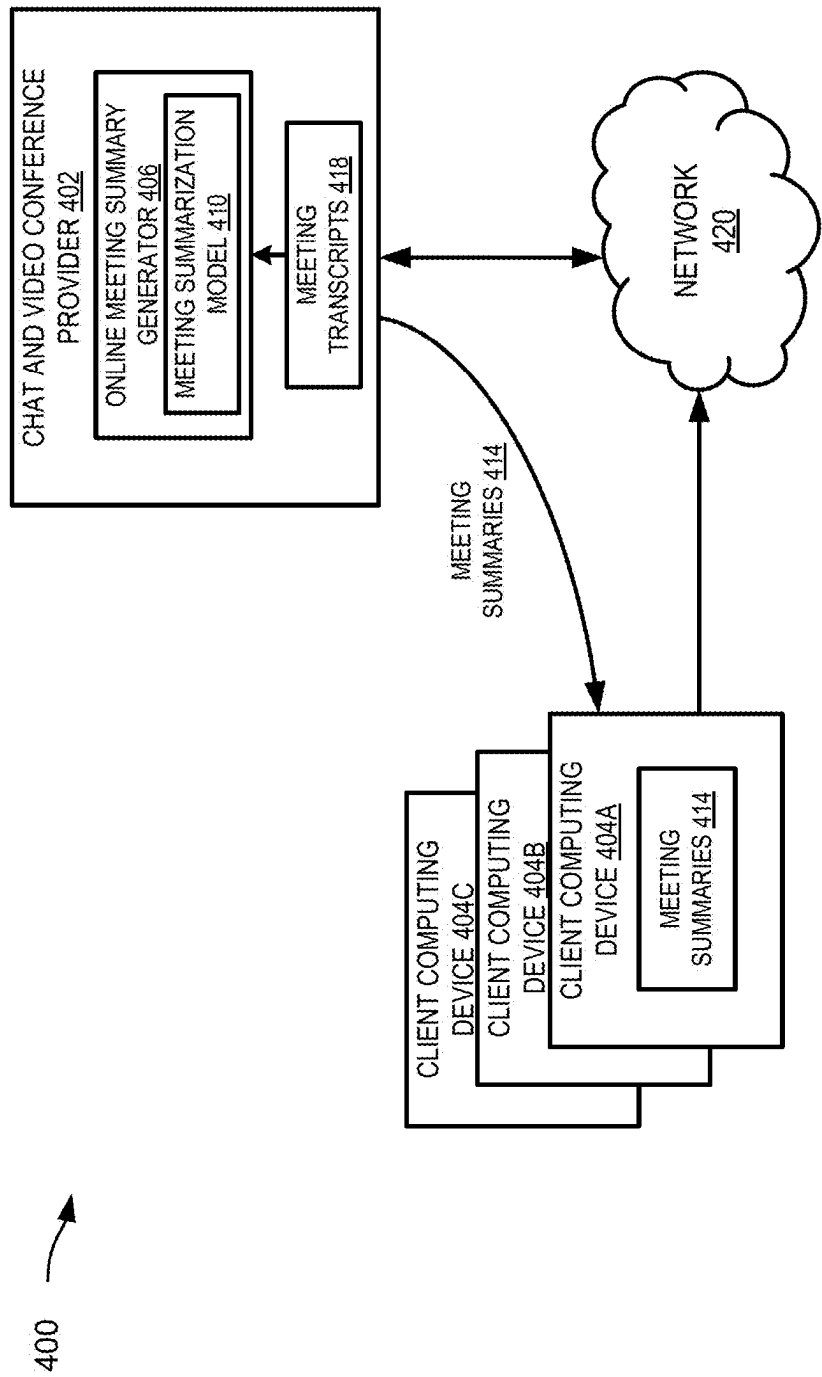 400
CHAT AND VIDEO CONFERENCE
PROVIDER 402
ONLINE MEETING SUMMARY
GENERATOR 406
MEETING SUMMARIZATION
MODEL 410
MEETING
TRANSCRIPTS 418
MEETING
SUMMARIES 414
NETWORK
420
CLIENT COMPUTING
DEVICE 404C
CLIENT COMPUTING
DEVICE 404B
CLIENT COMPUTING
DEVICE 404A
MEETING
SUMMARIES 414